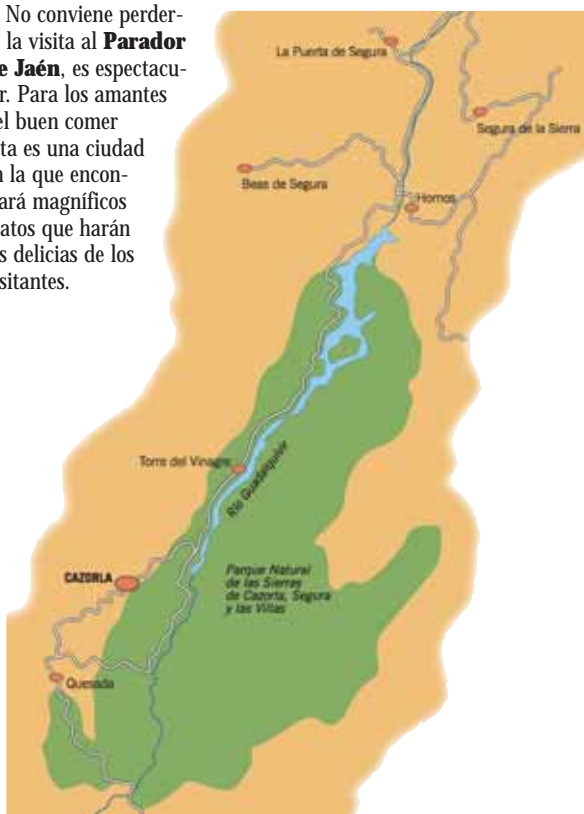 No conviene perder-
la visita al Parador
e Jaén, es espectacu-
r. Para los amantes
el buen comer
ta es una ciudad
n la que encon-
ará magníficos
atos que harán
s delicias de los
sitantes.
La Puerta de Segura
Segura de la Sierra
Beas de Segura
Hornos
Torre del Vinagre
Río Guadalquivir
CAZORLA
Parque Natural
de las Sierras
de Cazorla, Segura
y las Villas
Quesada